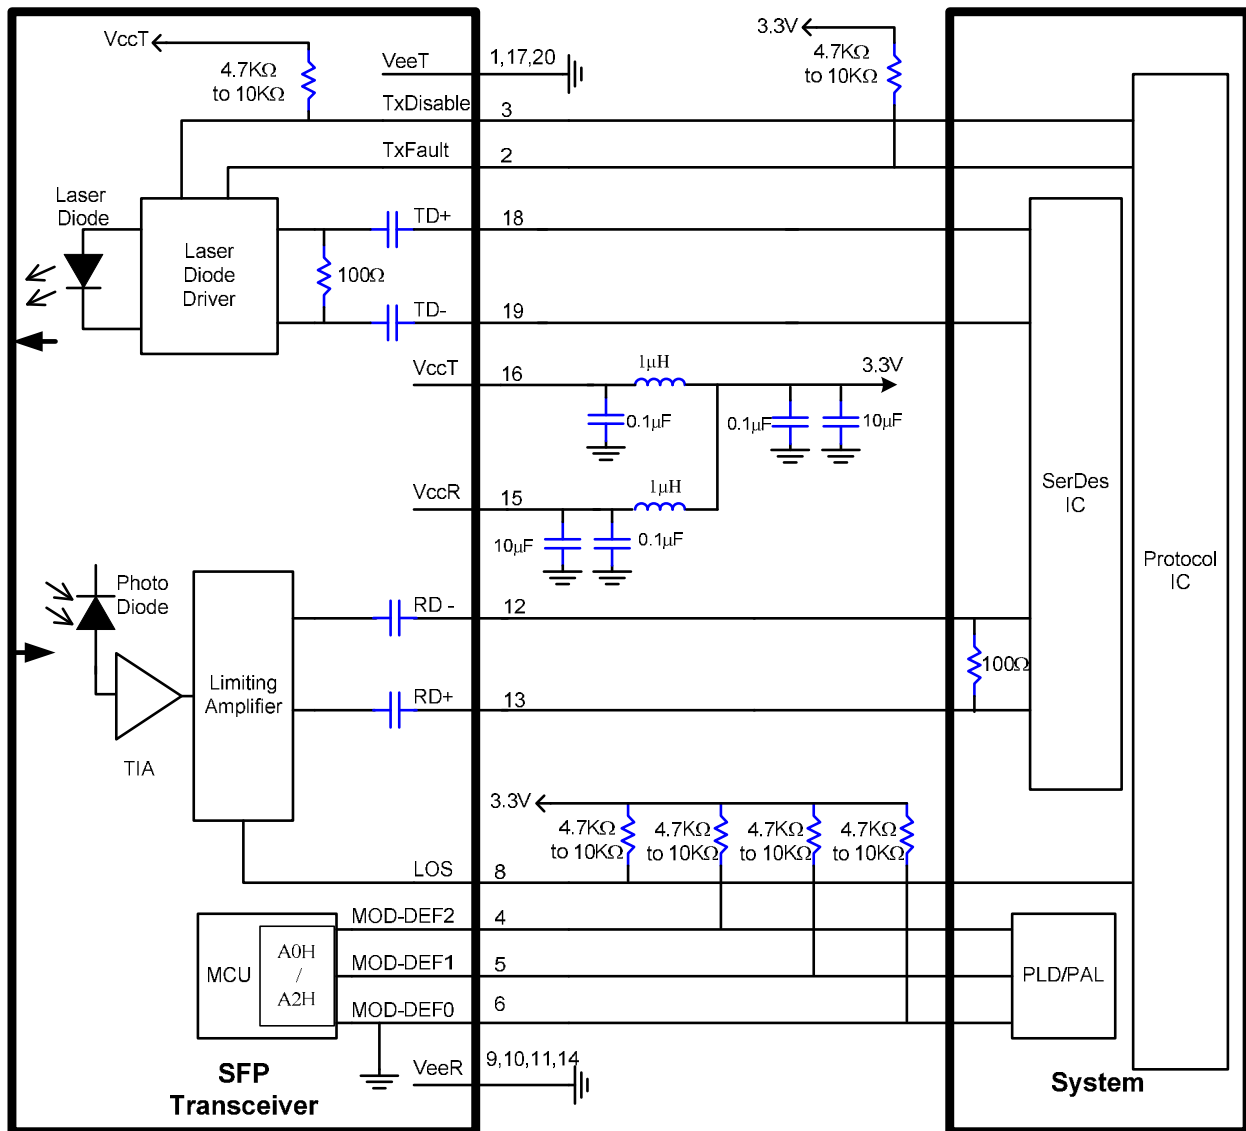 VccT
4.7KΩ
to 10KΩ
VeeT
1,17,20
3.3V
4.7KΩ
to 10KΩ
TxDisable
3
TxFault
2
Laser
Diode
Laser
Diode
Driver
TD+
18
100Ω
TD-
19
VccT
16
1μH
3.3V
0.1μF
0.1μF
10μF
VccR
15
1μH
10μF
0.1μF
SerDes
IC
Protocol
IC
Photo
Diode
RD -
12
100Ω
Limiting
Amplifier
RD+
13
TIA
3.3V
4.7KΩ
to 10KΩ
4.7KΩ
to 10KΩ
4.7KΩ
to 10KΩ
4.7KΩ
to 10KΩ
LOS
8
MOD-DEF2
4
MCU
A0H
/
A2H
MOD-DEF1
5
PLD/PAL
MOD-DEF0
6
VeeR
9,10,11,14
SFP
Transceiver
System